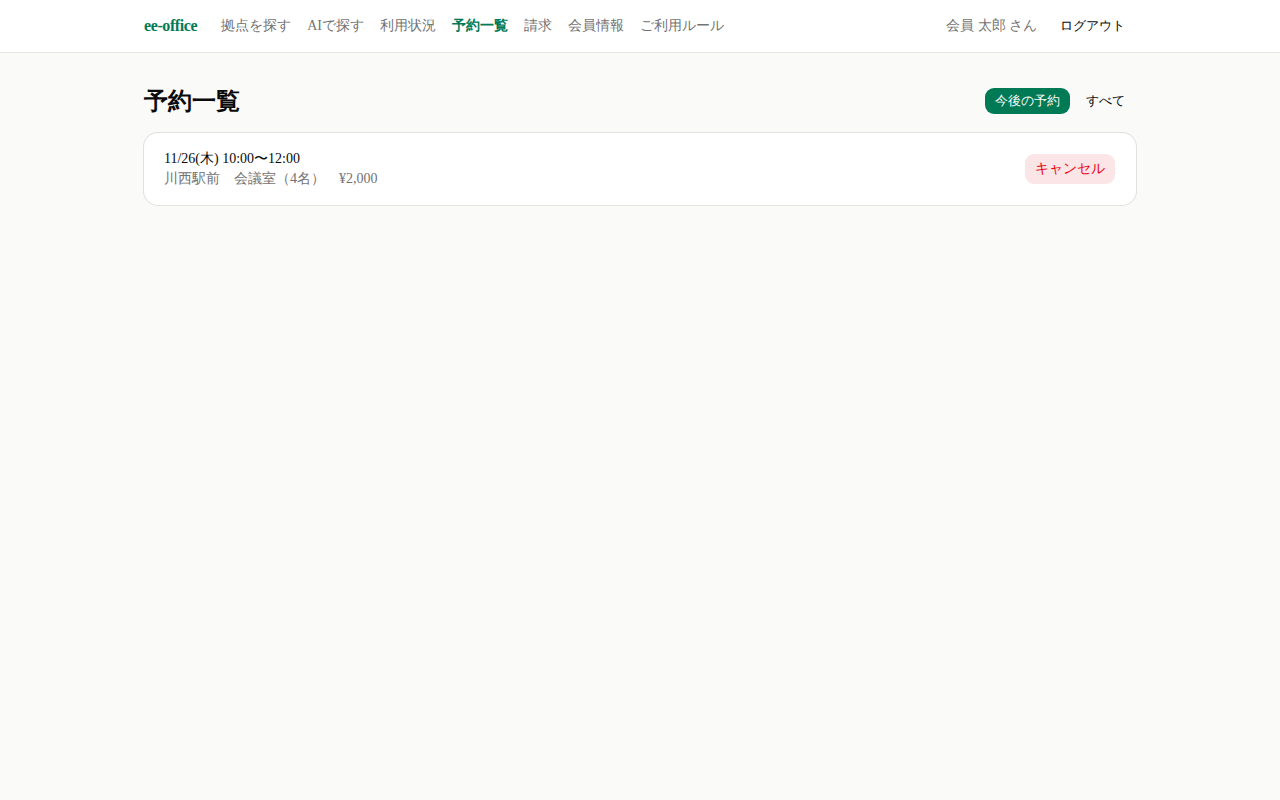 ee-office 拠点を探す AIで探す 利用状況 予約一覧 請求 会員情報 ご利用ルール 会員 太郎 さん ログアウト
予約一覧 今後の予約 すべて
11/26(木) 10:00〜12:00
川西駅前　会議室（4名）　¥2,000
キャンセル